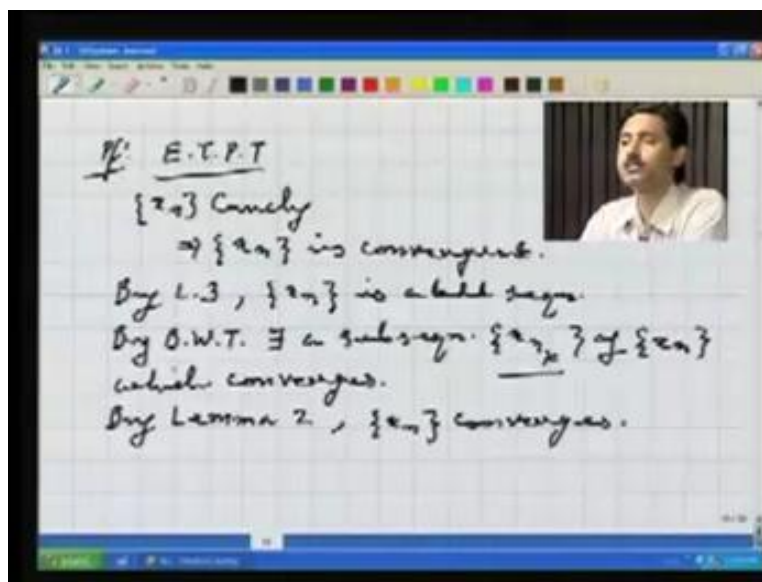 Pf: E.T.P.T
{xn} Cauchy
⇒ {xn} is convergent.
By L.3, {xn} is a bdd seqn.
By B.W.T. ∃ a subseqn. {xnk} of {xn}
which converges.
By Lemma 2, {xn} converges.